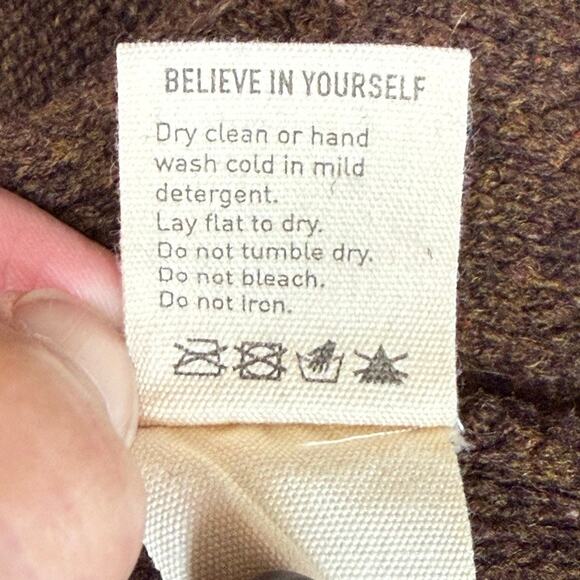 BELIEVE IN YOURSELF
Dry clean or hand
wash cold in mild
detergent.
Lay flat to dry.
Do not tumble dry.
Do not bleach.
Do not iron.